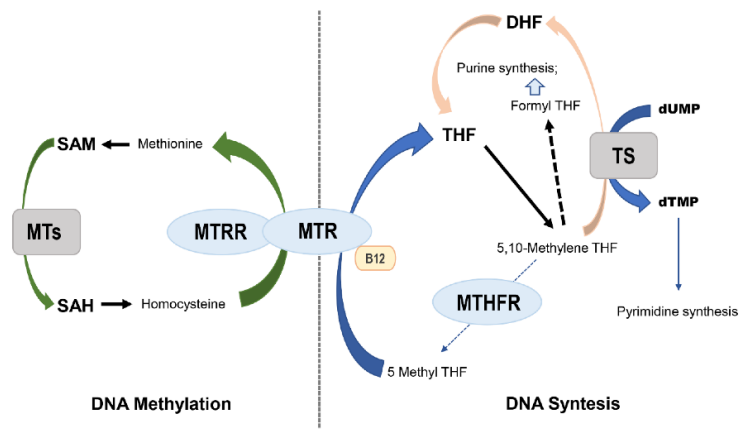 DHF
Purine synthesis;
Formyl THF
dUMP
SAM
Methionine
THF
TS
MTs
dTMP
MTRR
MTR
B12
5,10-Methylene THF
MTHFR
SAH
Homocysteine
Pyrimidine synthesis
5 Methyl THF
DNA Methylation
DNA Syntesis